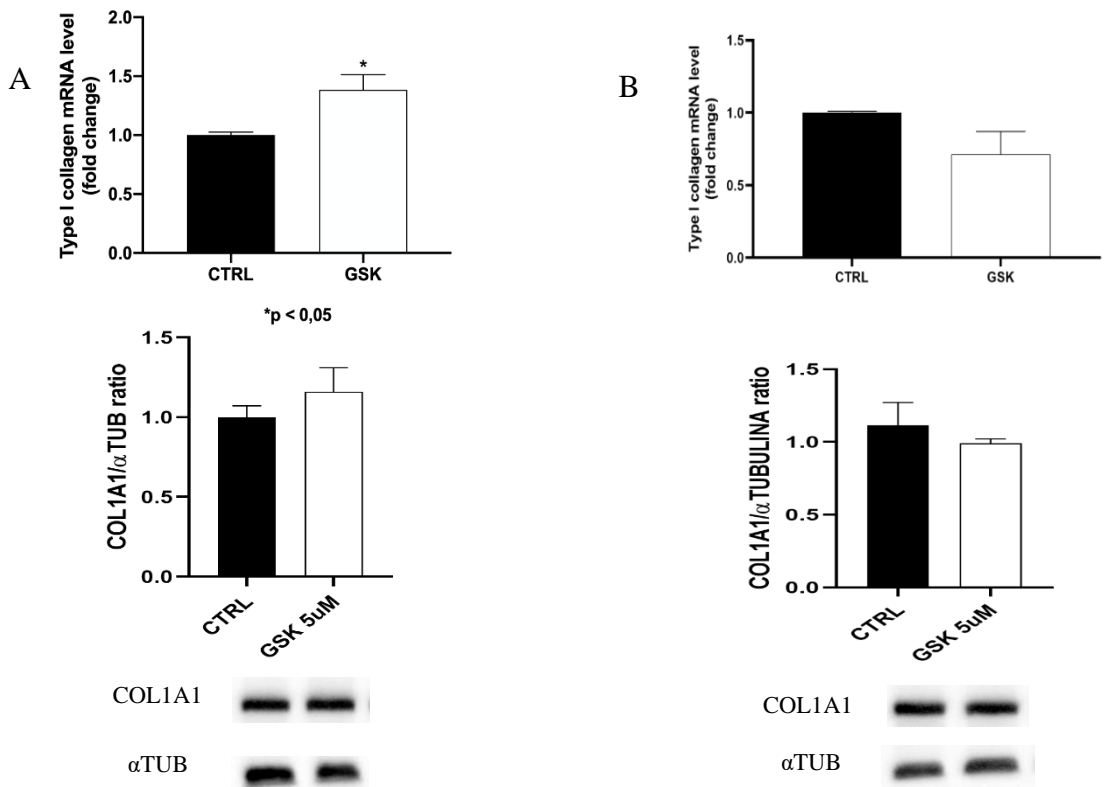 A
Type I collagen mRNA level
(fold change)
2.0
1.5
1.0
0.5
0.0
*
CTRL
GSK
*p < 0,05
COL1A1/αTUB ratio
1.5
1.0
0.5
0.0
CTRL
GSK 5uM
COL1A1
αTUB
B
Type I collagen mRNA level
(fold change)
1.5
1.0
0.5
0.0
CTRL
GSK
COL1A1/αTUBULINA ratio
1.5
1.0
0.5
0.0
CTRL
GSK 5uM
COL1A1
αTUB